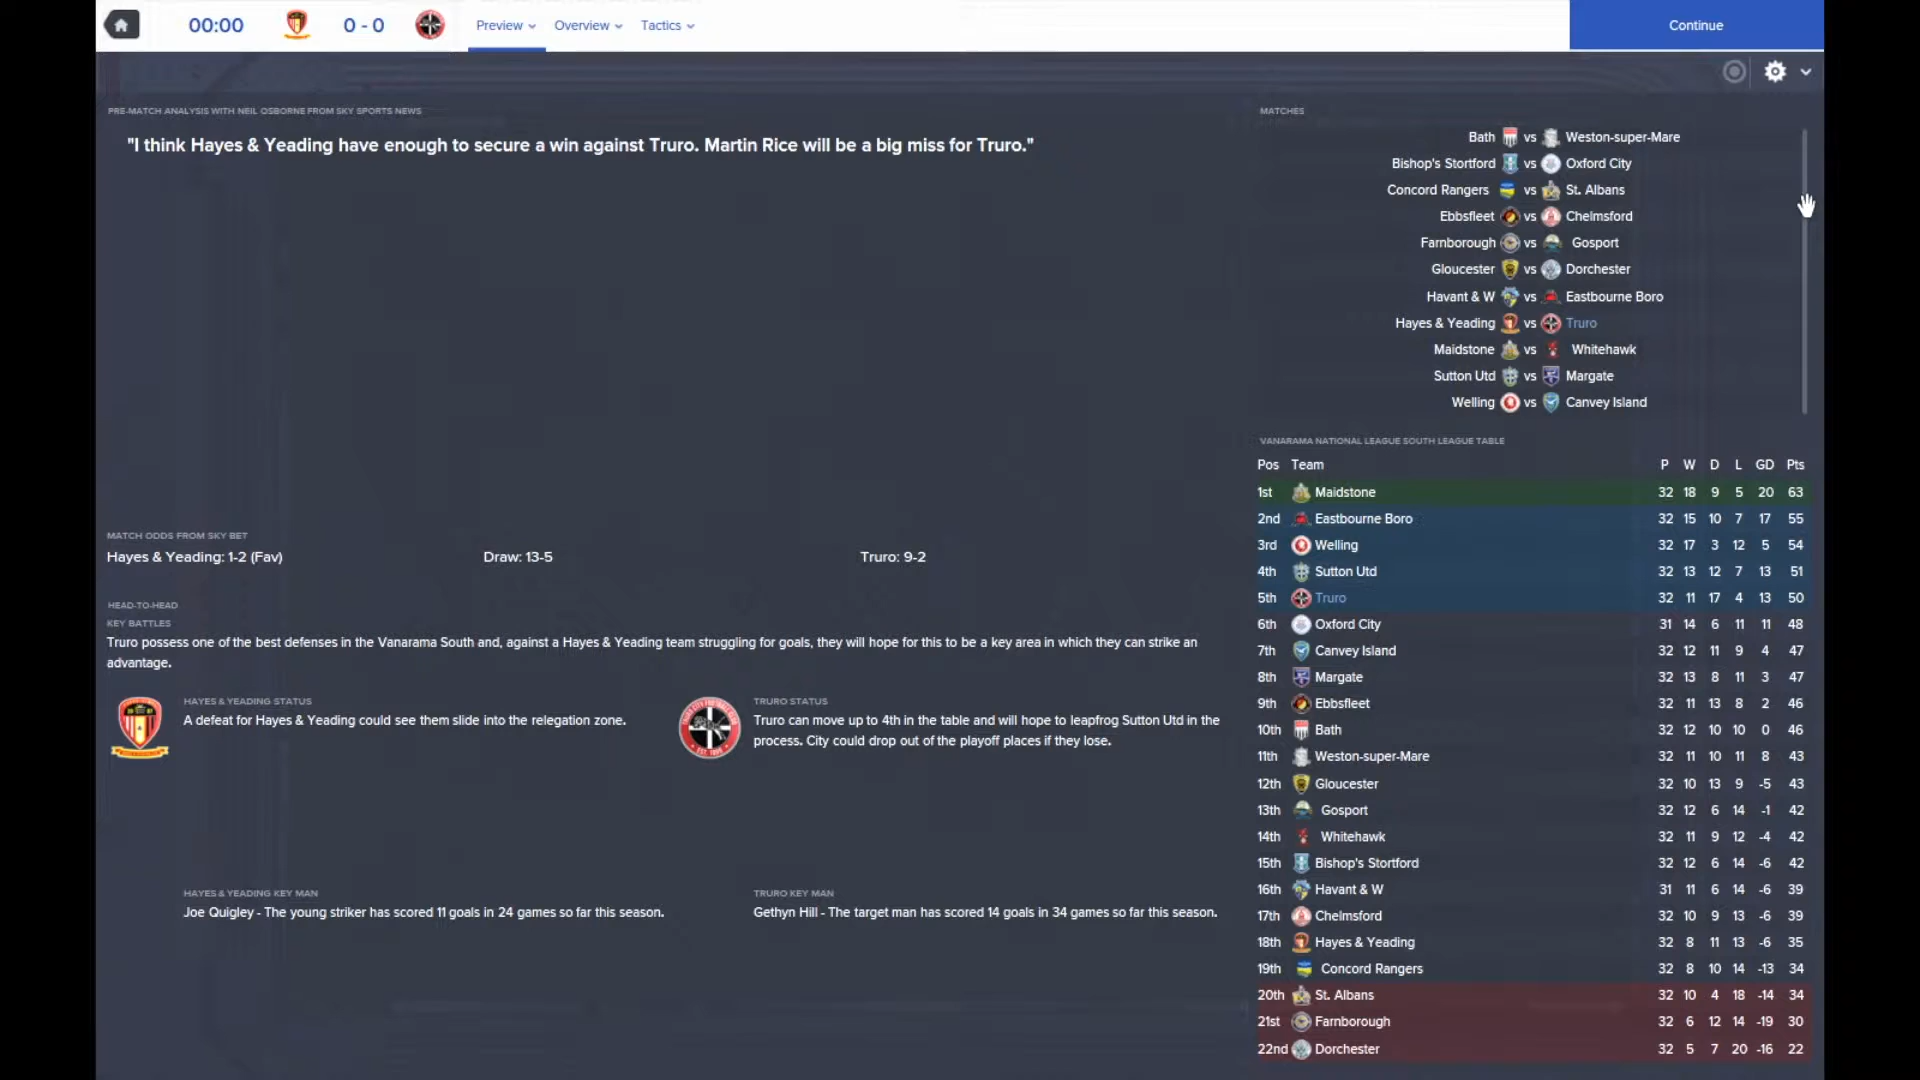 00:00 0 - 0 Preview Overview Tactics Continue
PRE-MATCH ANALYSIS WITH NEIL OSBORNE FROM SKY SPORTS NEWS
"I think Hayes & Yeading have enough to secure a win against Truro. Martin Rice will be a big miss for Truro."
MATCH ODDS FROM SKY BET
Hayes & Yeading: 1-2 (Fav) Draw: 13-5 Truro: 9-2
HEAD-TO-HEAD
KEY BATTLES
Truro possess one of the best defenses in the Vanarama South and, against a Hayes & Yeading team struggling for goals, they will hope for this to be a key area in which they can strike an
advantage.
HAYES & YEADING STATUS
A defeat for Hayes & Yeading could see them slide into the relegation zone.
TRURO STATUS
Truro can move up to 4th in the table and will hope to leapfrog Sutton Utd in the
process. City could drop out of the playoff places if they lose.
HAYES & YEADING KEY MAN
Joe Quigley - The young striker has scored 11 goals in 24 games so far this season.
TRURO KEY MAN
Gethyn Hill - The target man has scored 14 goals in 34 games so far this season.
MATCHES
Bath vs Weston-super-Mare
Bishop's Stortford vs Oxford City
Concord Rangers vs St. Albans
Ebbsfleet vs Chelmsford
Farnborough vs Gosport
Gloucester vs Dorchester
Havant & W vs Eastbourne Boro
Hayes & Yeading vs Truro
Maidstone vs Whitehawk
Sutton Utd vs Margate
Welling vs Canvey Island
VANARAMA NATIONAL LEAGUE SOUTH LEAGUE TABLE
Pos Team P W D L GD Pts
1st Maidstone 32 18 9 5 20 63
2nd Eastbourne Boro 32 15 10 7 17 55
3rd Welling 32 17 3 12 5 54
4th Sutton Utd 32 13 12 7 13 51
5th Truro 32 11 17 4 13 50
6th Oxford City 31 14 6 11 11 48
7th Canvey Island 32 12 11 9 4 47
8th Margate 32 13 8 11 3 47
9th Ebbsfleet 32 11 13 8 2 46
10th Bath 32 12 10 10 0 46
11th Weston-super-Mare 32 11 10 11 8 43
12th Gloucester 32 10 13 9 -5 43
13th Gosport 32 12 6 14 -1 42
14th Whitehawk 32 11 9 12 -4 42
15th Bishop's Stortford 32 12 6 14 -6 42
16th Havant & W 31 11 6 14 -6 39
17th Chelmsford 32 10 9 13 -6 39
18th Hayes & Yeading 32 8 11 13 -6 35
19th Concord Rangers 32 8 10 14 -13 34
20th St. Albans 32 10 4 18 -14 34
21st Farnborough 32 6 12 14 -19 30
22nd Dorchester 32 5 7 20 -16 22